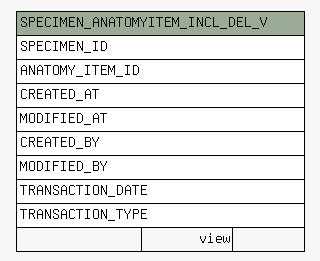 SPECIMEN_ANATOMYITEM_INCL_DEL_V
SPECIMEN_ID
ANATOMY_ITEM_ID
CREATED_AT
MODIFIED_AT
CREATED_BY
MODIFIED_BY
TRANSACTION_DATE
TRANSACTION_TYPE
view